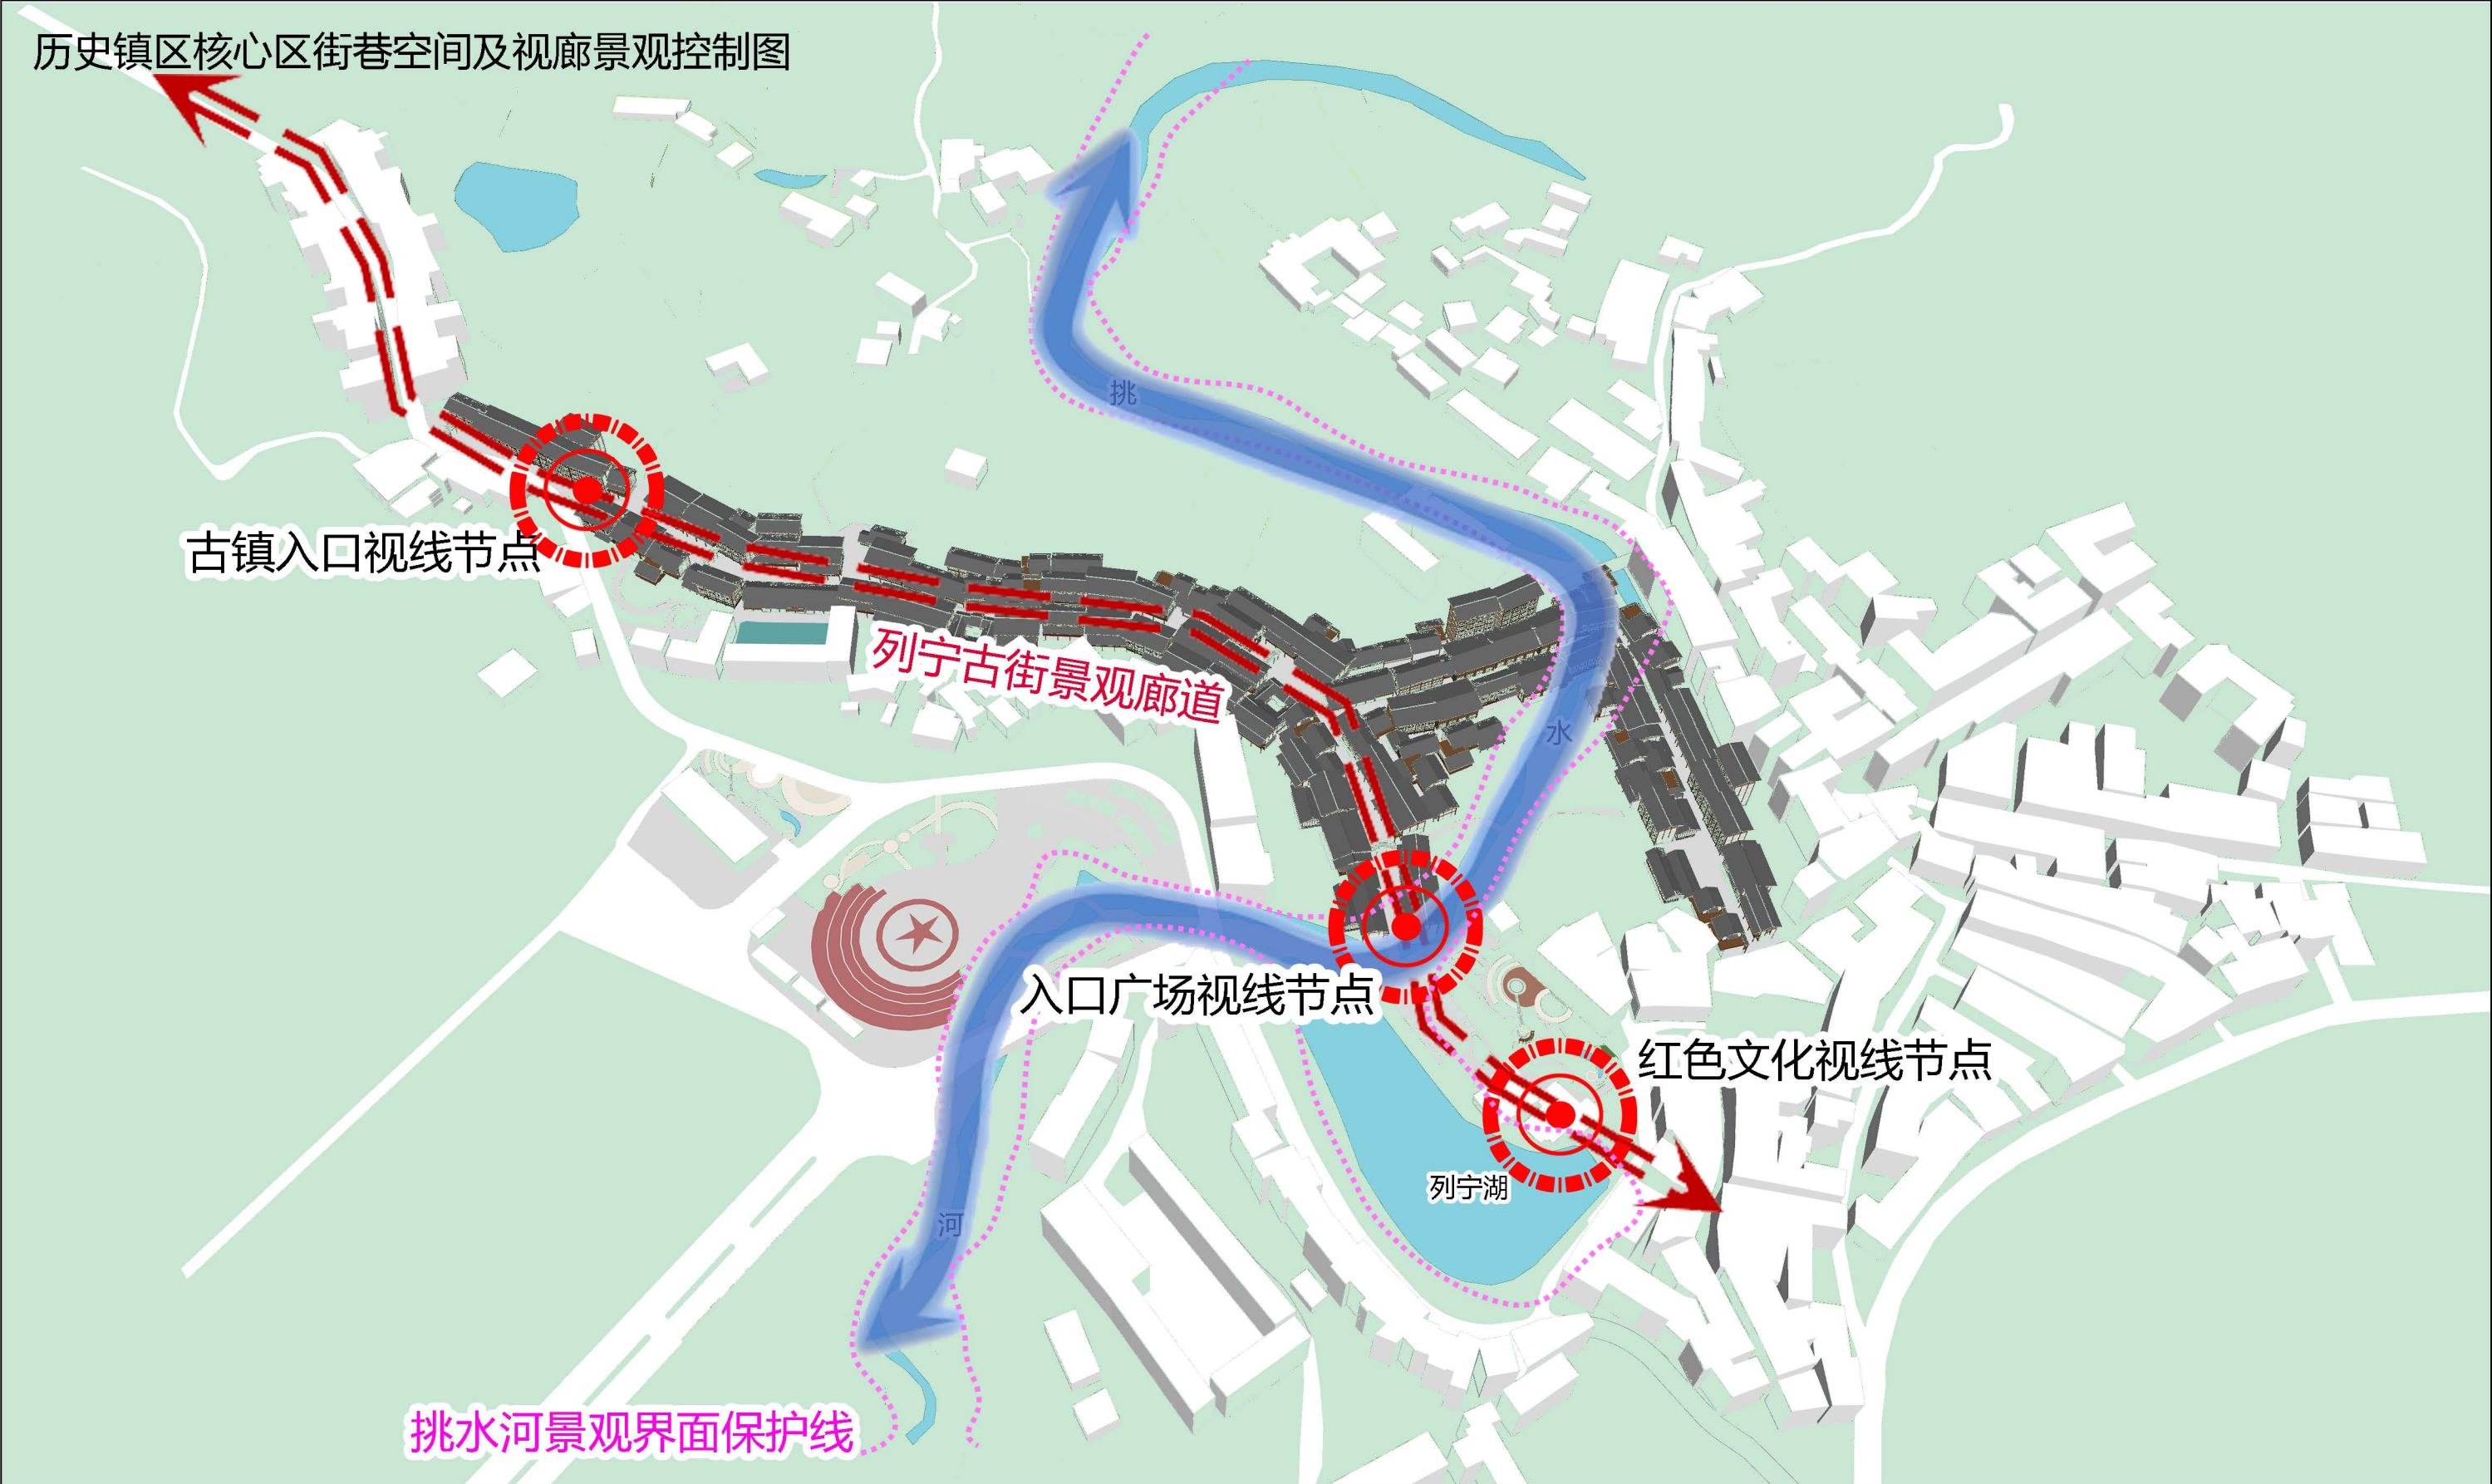 历史镇区核心区街巷空间及视廊景观控制图
挑
古镇入口视线节点
列宁古街景观廊道
水
入口广场视线节点
红色文化视线节点
列宁湖
河
挑水河景观界面保护线